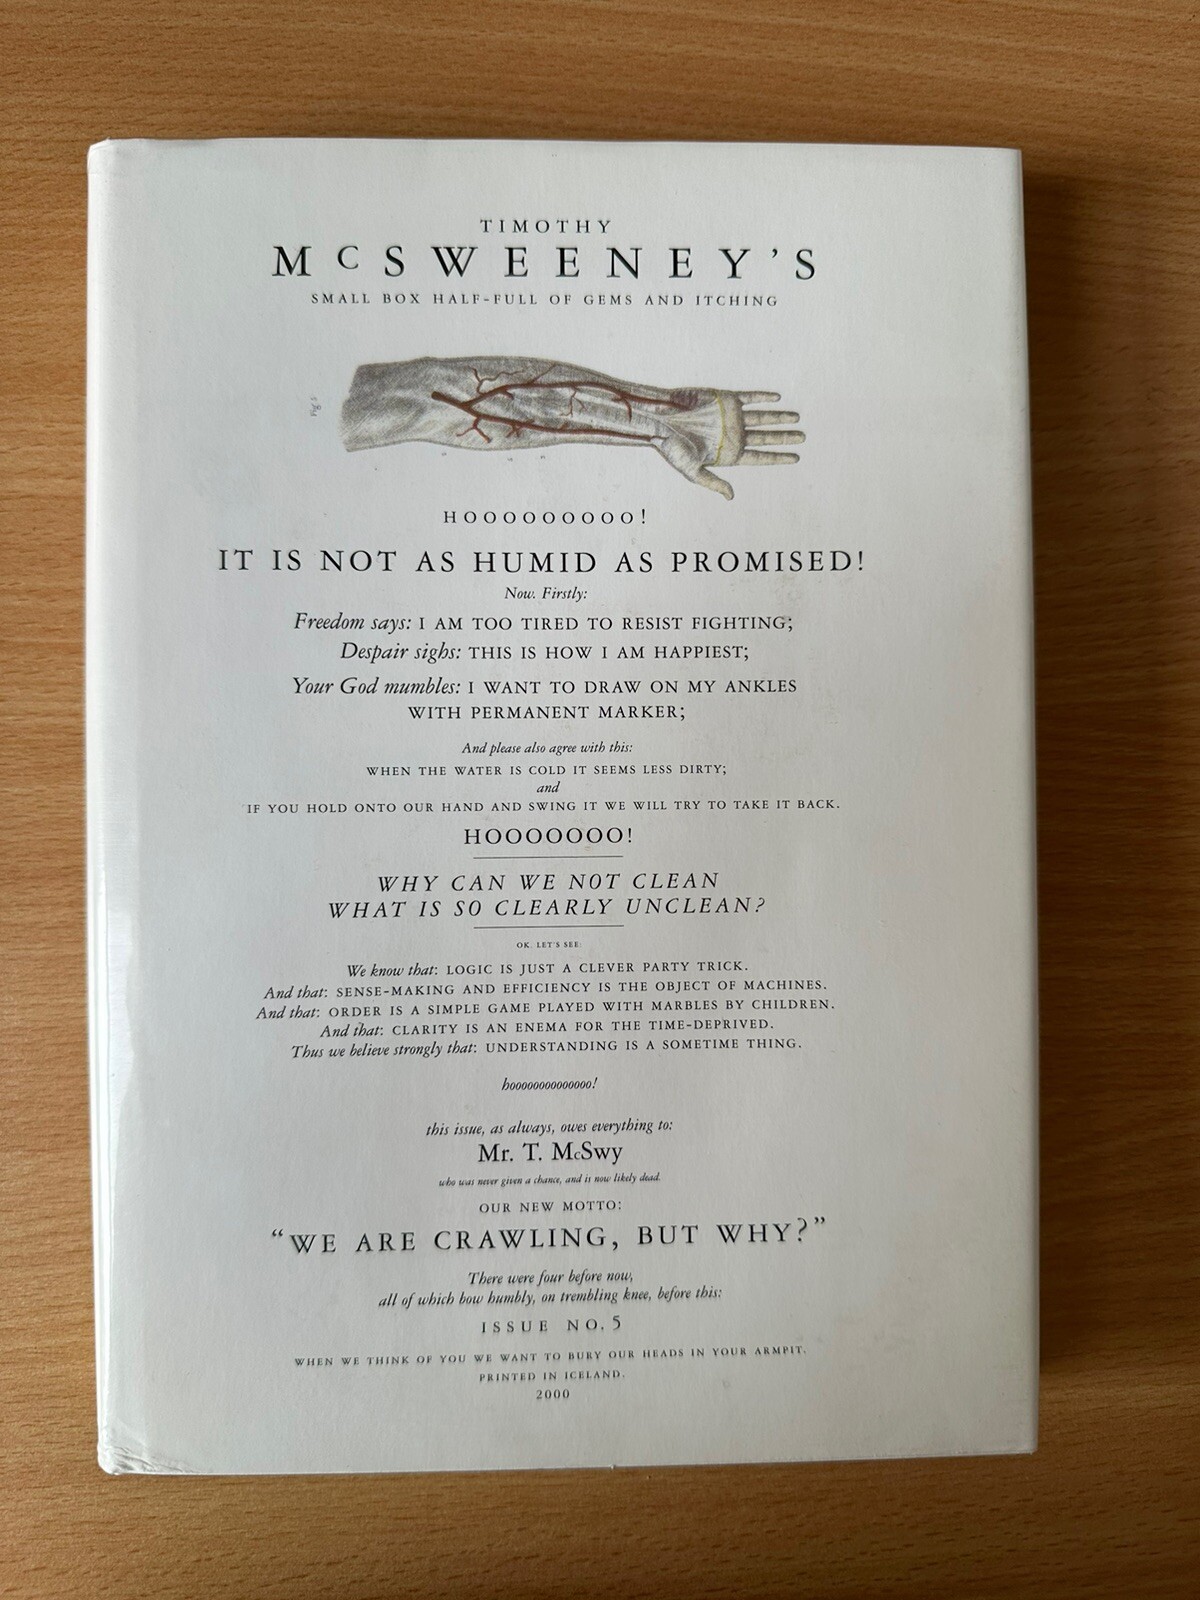 TIMOTHY
McSWEENEY'S
SMALL BOX HALF-FULL OF GEMS AND ITCHING
HOOOOOOOOO!
IT IS NOT AS HUMID AS PROMISED!
Now. Firstly:
Freedom says: I AM TOO TIRED TO RESIST FIGHTING;
Despair sighs: THIS IS HOW I AM HAPPIEST;
Your God mumbles: I WANT TO DRAW ON MY ANKLES
WITH PERMANENT MARKER;
And please also agree with this:
WHEN THE WATER IS COLD IT SEEMS LESS DIRTY;
and
IF YOU HOLD ONTO OUR HAND AND SWING IT WE WILL TRY TO TAKE IT BACK.
HOOOOOOO!
WHY CAN WE NOT CLEAN
WHAT IS SO CLEARLY UNCLEAN?
OK. LET'S SEE:
We know that: LOGIC IS JUST A CLEVER PARTY TRICK.
And that: SENSE-MAKING AND EFFICIENCY IS THE OBJECT OF MACHINES.
And that: ORDER IS A SIMPLE GAME PLAYED WITH MARBLES BY CHILDREN.
And that: CLARITY IS AN ENEMA FOR THE TIME-DEPRIVED.
Thus we believe strongly that: UNDERSTANDING IS A SOMETIME THING.
hoooooooooooooo!
this issue, as always, owes everything to:
Mr. T. McSwy
who was never given a chance, and is now likely dead.
OUR NEW MOTTO:
"WE ARE CRAWLING, BUT WHY?"
There were four before now,
all of which bow humbly, on trembling knee, before this:
ISSUE NO. 5
WHEN WE THINK OF YOU WE WANT TO BURY OUR HEADS IN YOUR ARMPIT.
PRINTED IN ICELAND.
2000